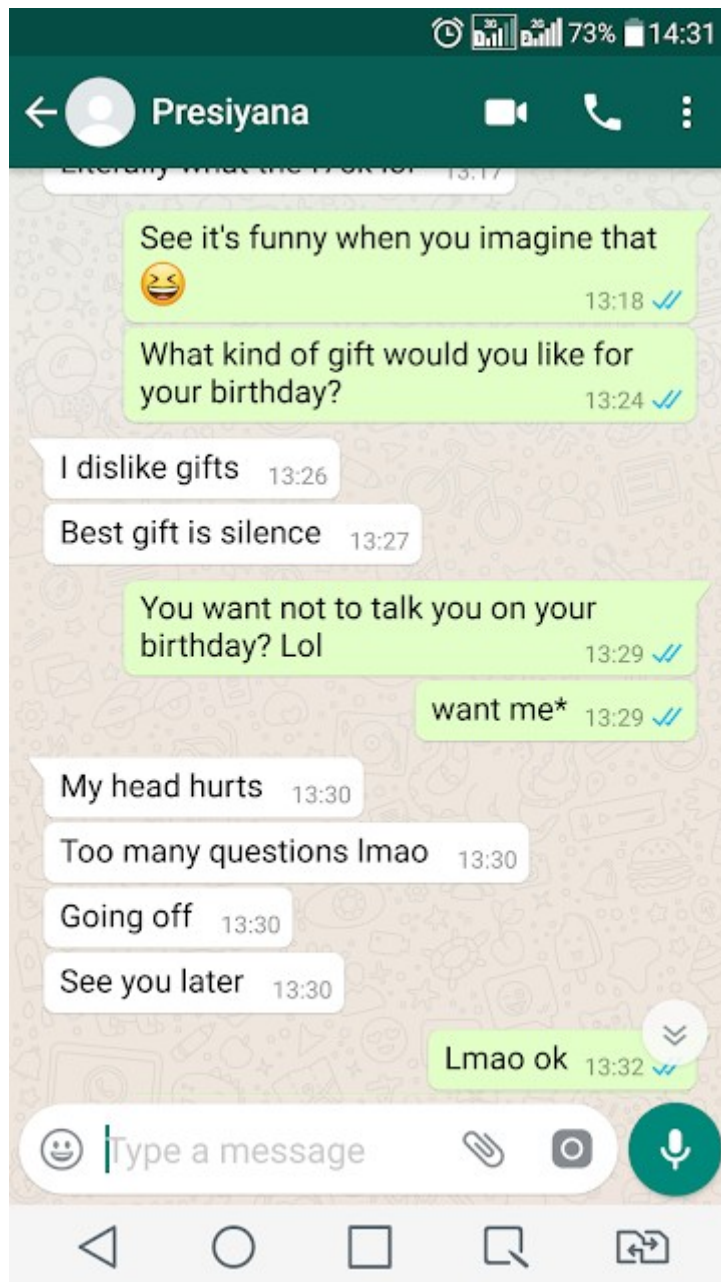 3G 2G 73% 14:31
Presiyana
13:17
See it's funny when you imagine that
13:18
What kind of gift would you like for
your birthday?
13:24
I dislike gifts 13:26
Best gift is silence 13:27
You want not to talk you on your
birthday? Lol
13:29
want me* 13:29
My head hurts 13:30
Too many questions lmao 13:30
Going off 13:30
See you later 13:30
Lmao ok 13:32
Type a message